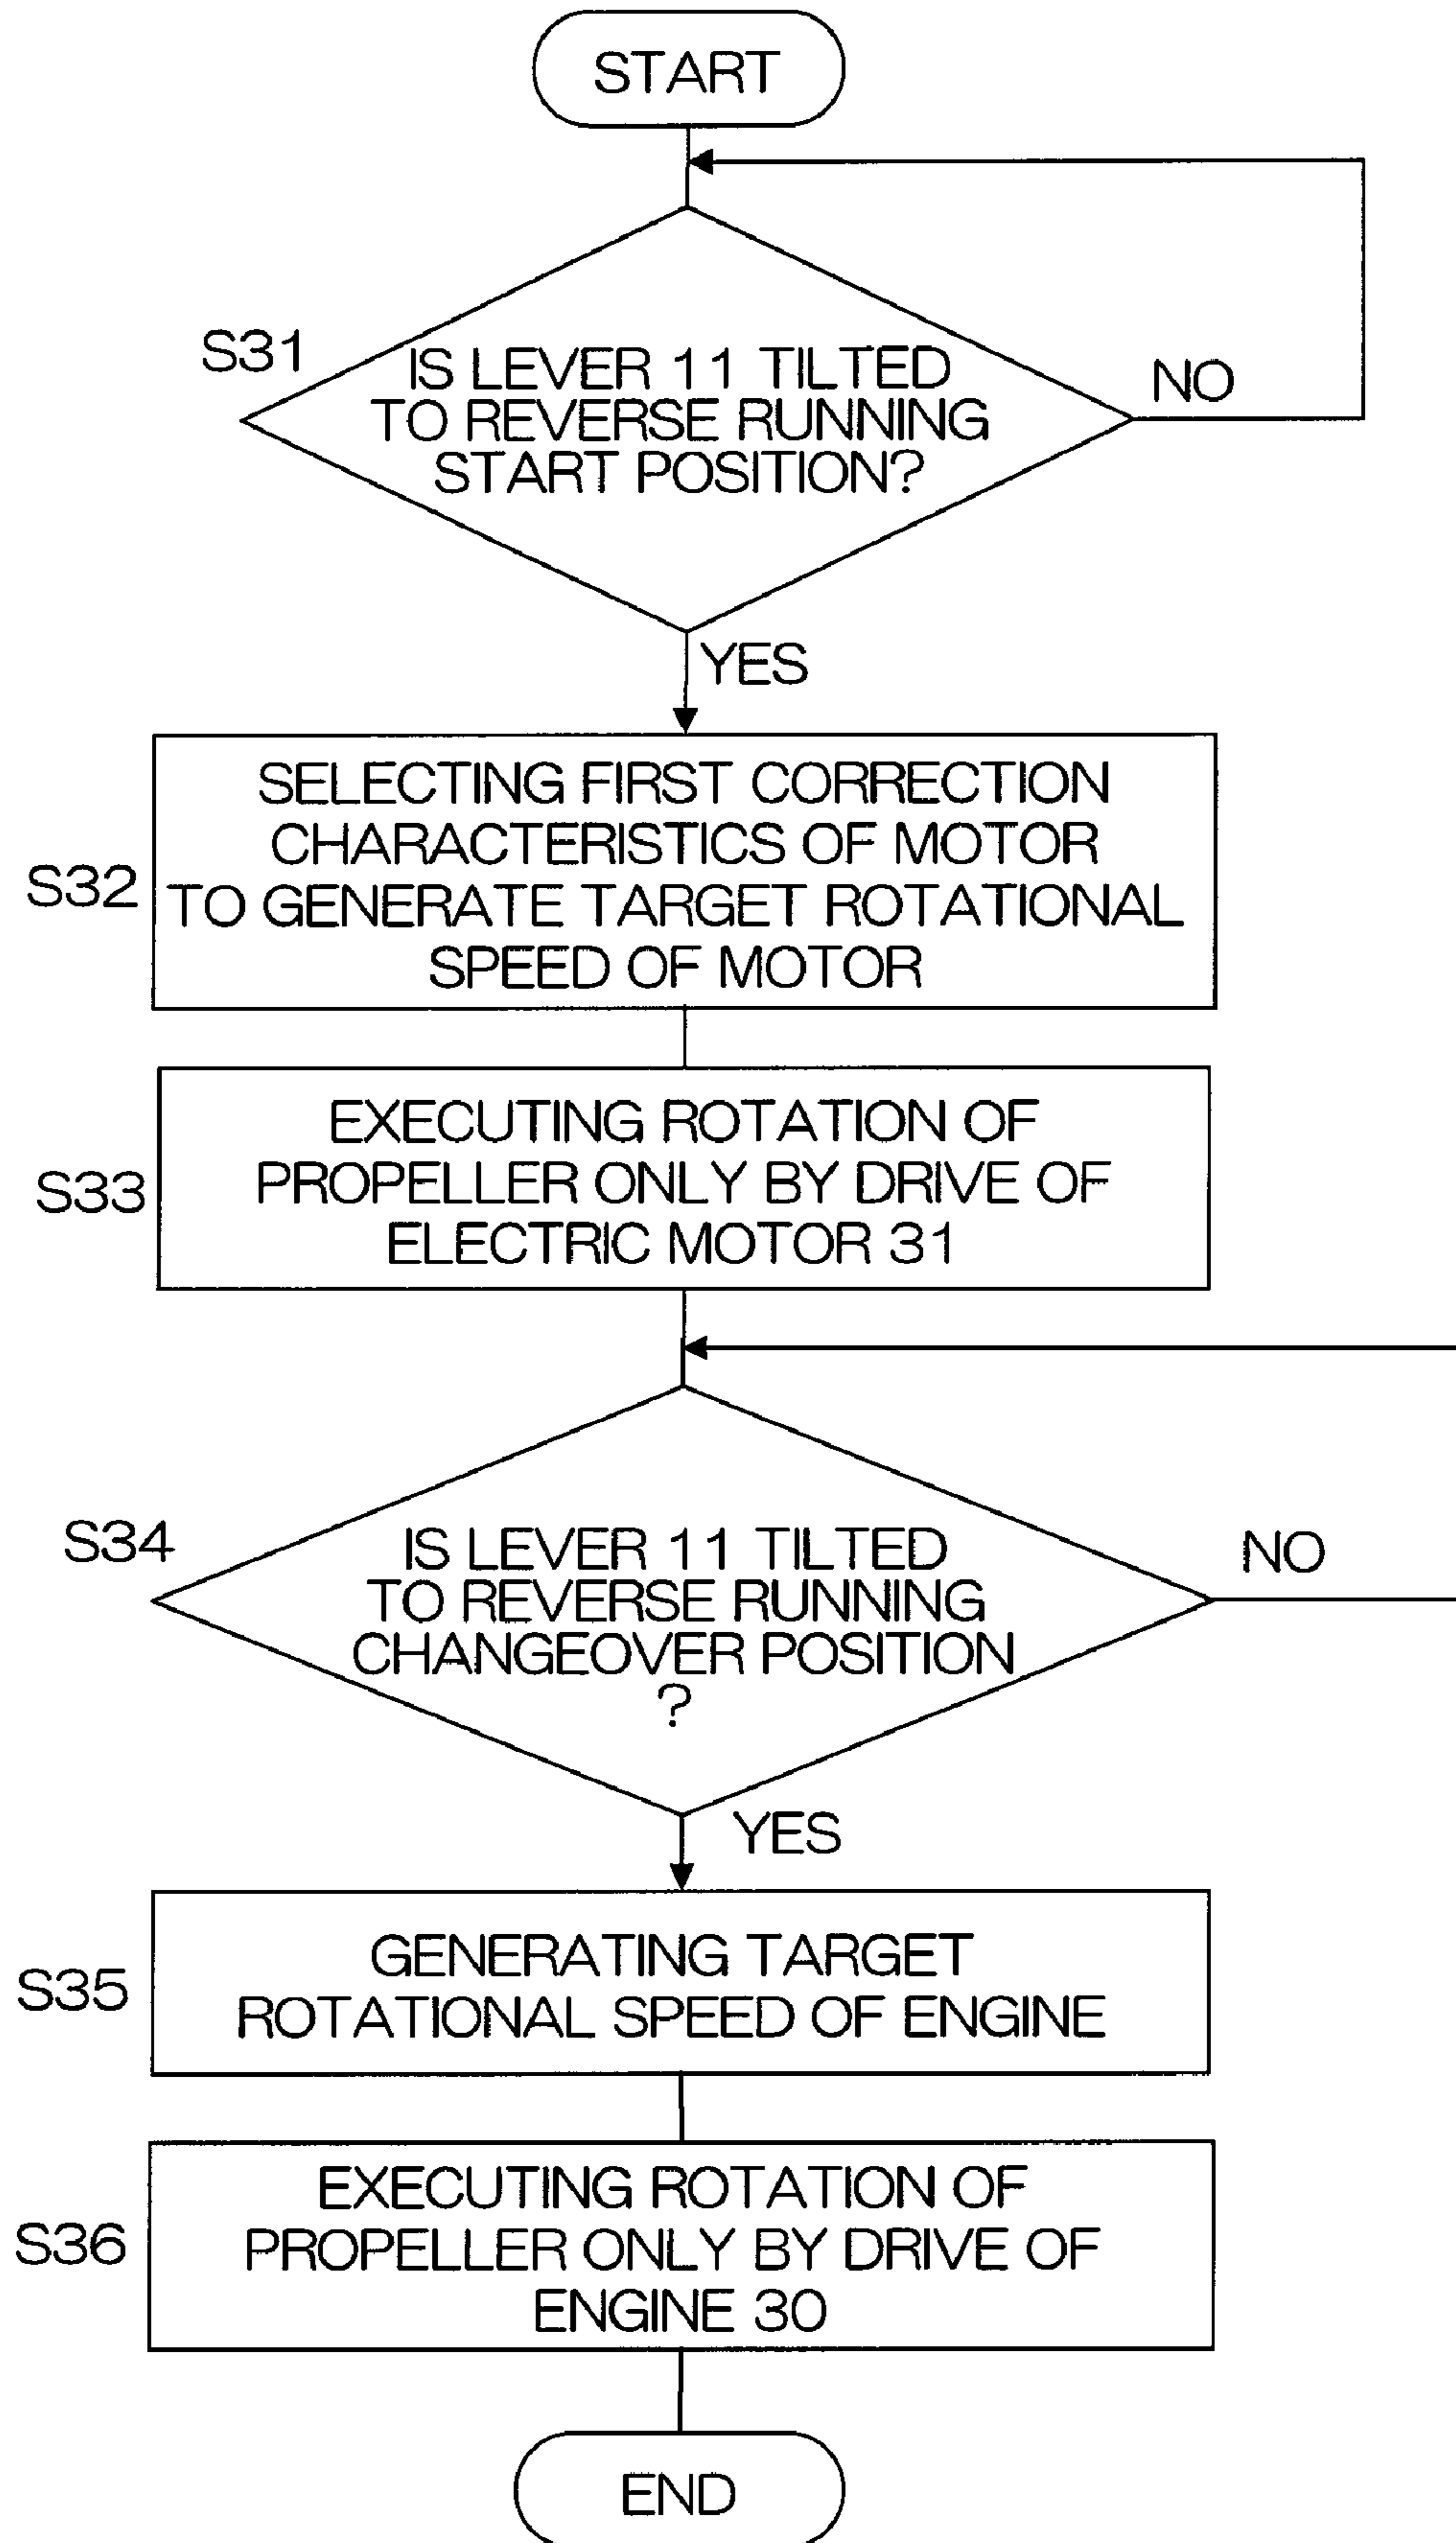 START
S31
IS LEVER 11 TILTED
TO REVERSE RUNNING
START POSITION?
NO
YES
S32
SELECTING FIRST CORRECTION
CHARACTERISTICS OF MOTOR
TO GENERATE TARGET ROTATIONAL
SPEED OF MOTOR
S33
EXECUTING ROTATION OF
PROPELLER ONLY BY DRIVE OF
ELECTRIC MOTOR 31
S34
IS LEVER 11 TILTED
TO REVERSE RUNNING
CHANGEOVER POSITION
?
NO
YES
S35
GENERATING TARGET
ROTATIONAL SPEED OF ENGINE
S36
EXECUTING ROTATION OF
PROPELLER ONLY BY DRIVE OF
ENGINE 30
END